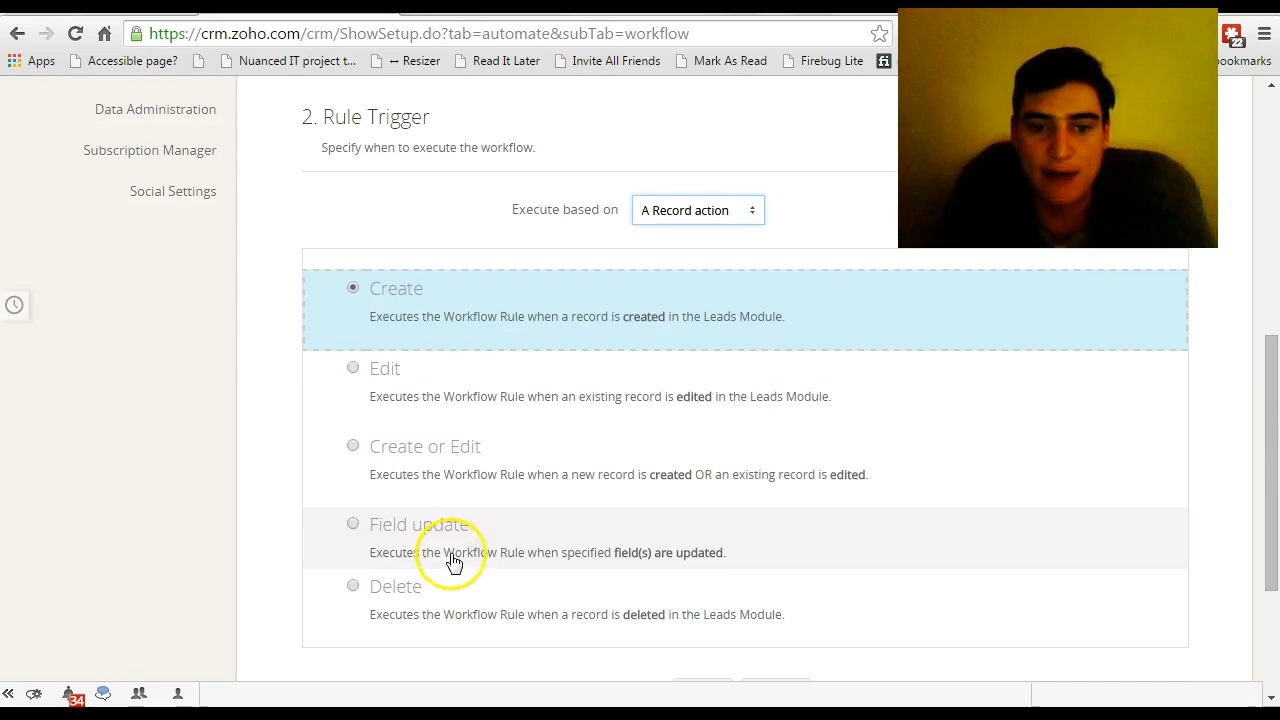 https://crm.zoho.com/crm/ShowSetup.do?tab=automate&subTab=workflow
22
Apps Accessible page? Nuanced IT project t... ↔ Resizer Read It Later Invite All Friends Mark As Read Firebug Lite fi ookmarks
Data Administration
Subscription Manager
Social Settings
2. Rule Trigger
Specify when to execute the workflow.
Execute based on A Record action
Create
Executes the Workflow Rule when a record is created in the Leads Module.
Edit
Executes the Workflow Rule when an existing record is edited in the Leads Module.
Create or Edit
Executes the Workflow Rule when a new record is created OR an existing record is edited.
Field update
Executes the Workflow Rule when specified field(s) are updated.
Delete
Executes the Workflow Rule when a record is deleted in the Leads Module.
34